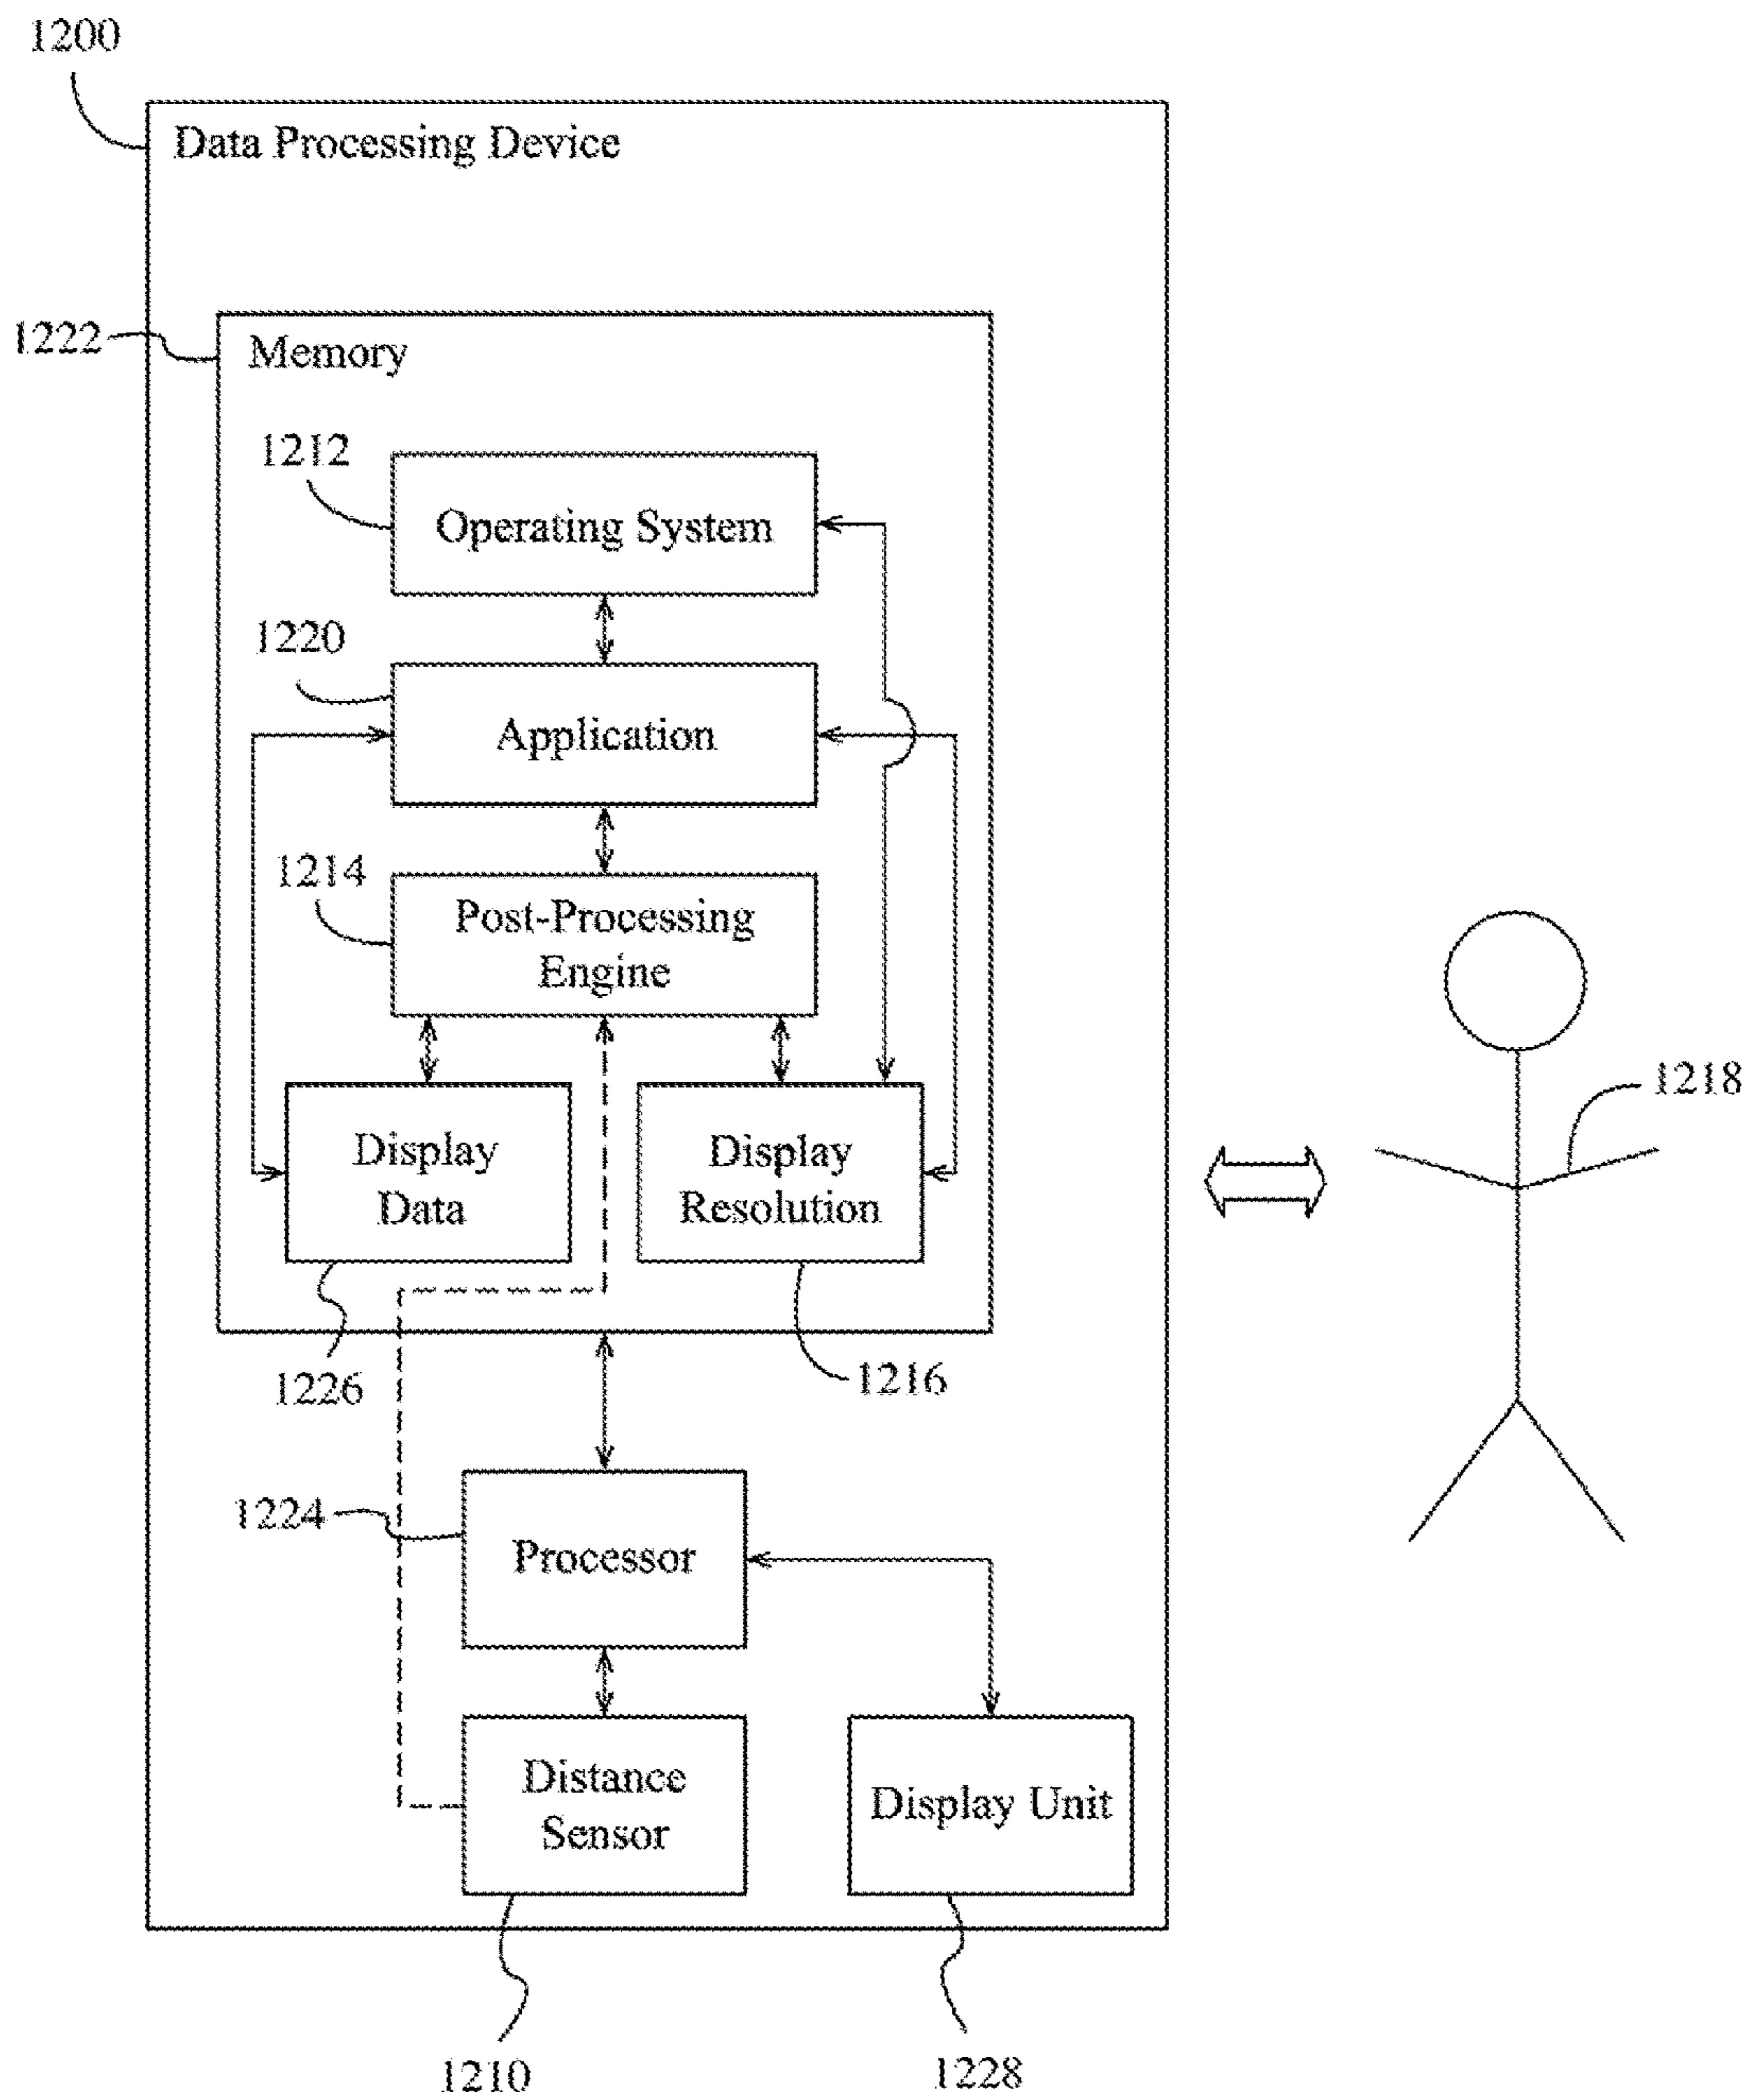 1200
Data Processing Device
1222
Memory
1212
Operating System
1220
Application
1214
Post-Processing
Engine
Display
Data
Display
Resolution
1218
1226
1216
1224
Processor
Distance
Sensor
Display Unit
1210
1228